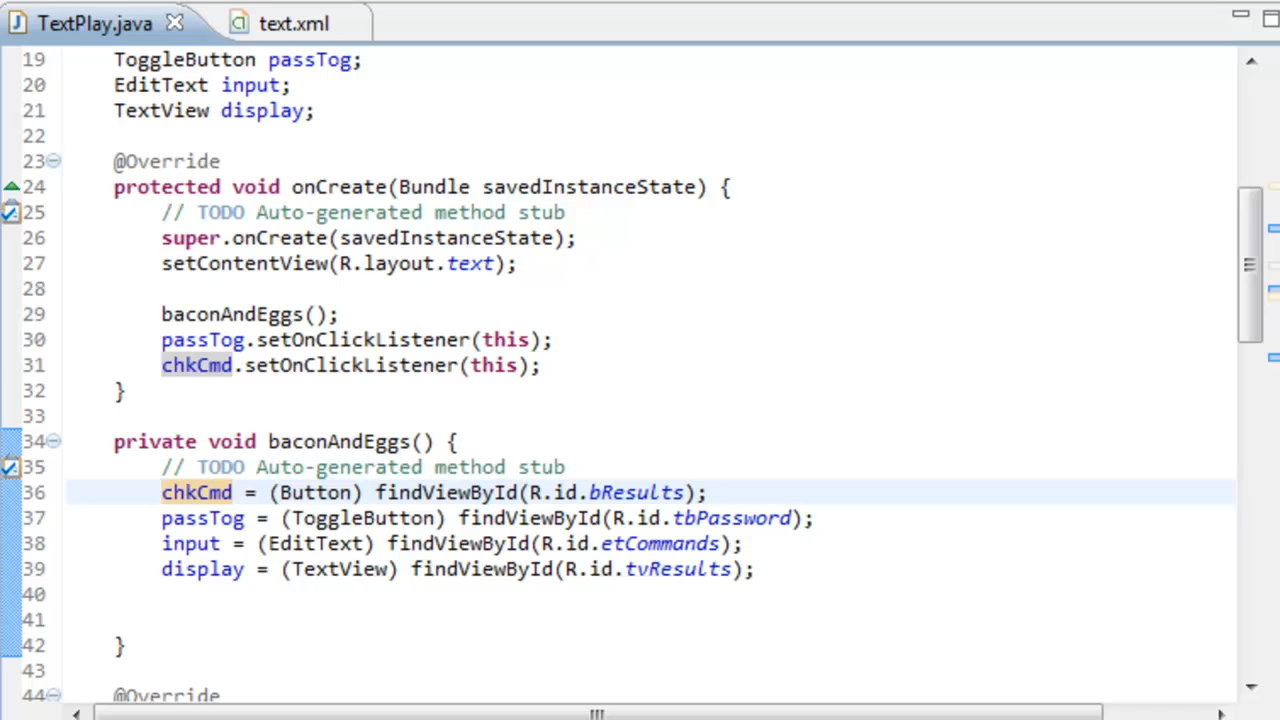 TextPlay.java text.xml
19 ToggleButton passTog;
20 EditText input;
21 TextView display;
22
23 @Override
24 protected void onCreate(Bundle savedInstanceState) {
25 // TODO Auto-generated method stub
26 super.onCreate(savedInstanceState);
27 setContentView(R.layout.text);
28
29 baconAndEggs();
30 passTog.setOnClickListener(this);
31 chkCmd.setOnClickListener(this);
32 }
33
34 private void baconAndEggs() {
35 // TODO Auto-generated method stub
36 chkCmd = (Button) findViewById(R.id.bResults);
37 passTog = (ToggleButton) findViewById(R.id.tbPassword);
38 input = (EditText) findViewById(R.id.etCommands);
39 display = (TextView) findViewById(R.id.tvResults);
40
41
42 }
43
44 @Override